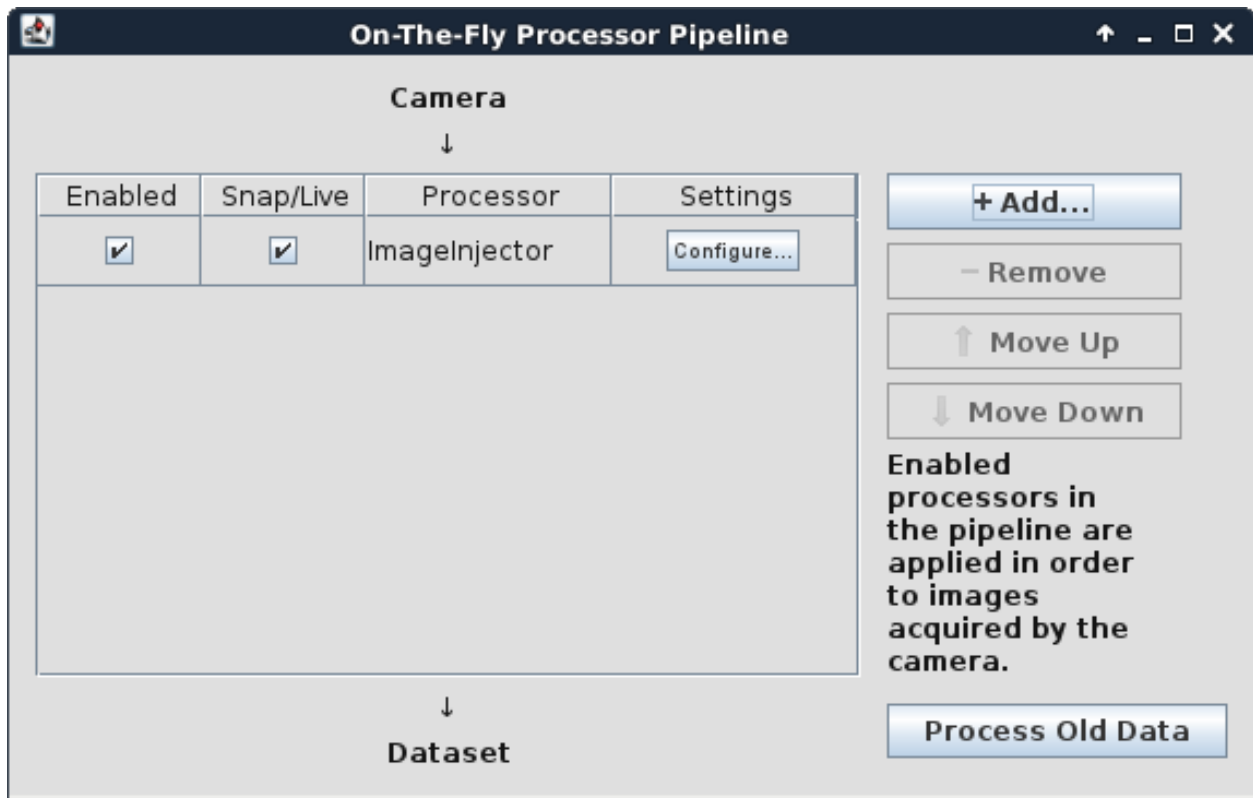 On-The-Fly Processor Pipeline
Camera
↓
Enabled Snap/Live Processor Settings
ImageInjector Configure...
+ Add...
− Remove
Move Up
Move Down
Enabled
processors in
the pipeline are
applied in order
to images
acquired by the
camera.
↓
Dataset
Process Old Data